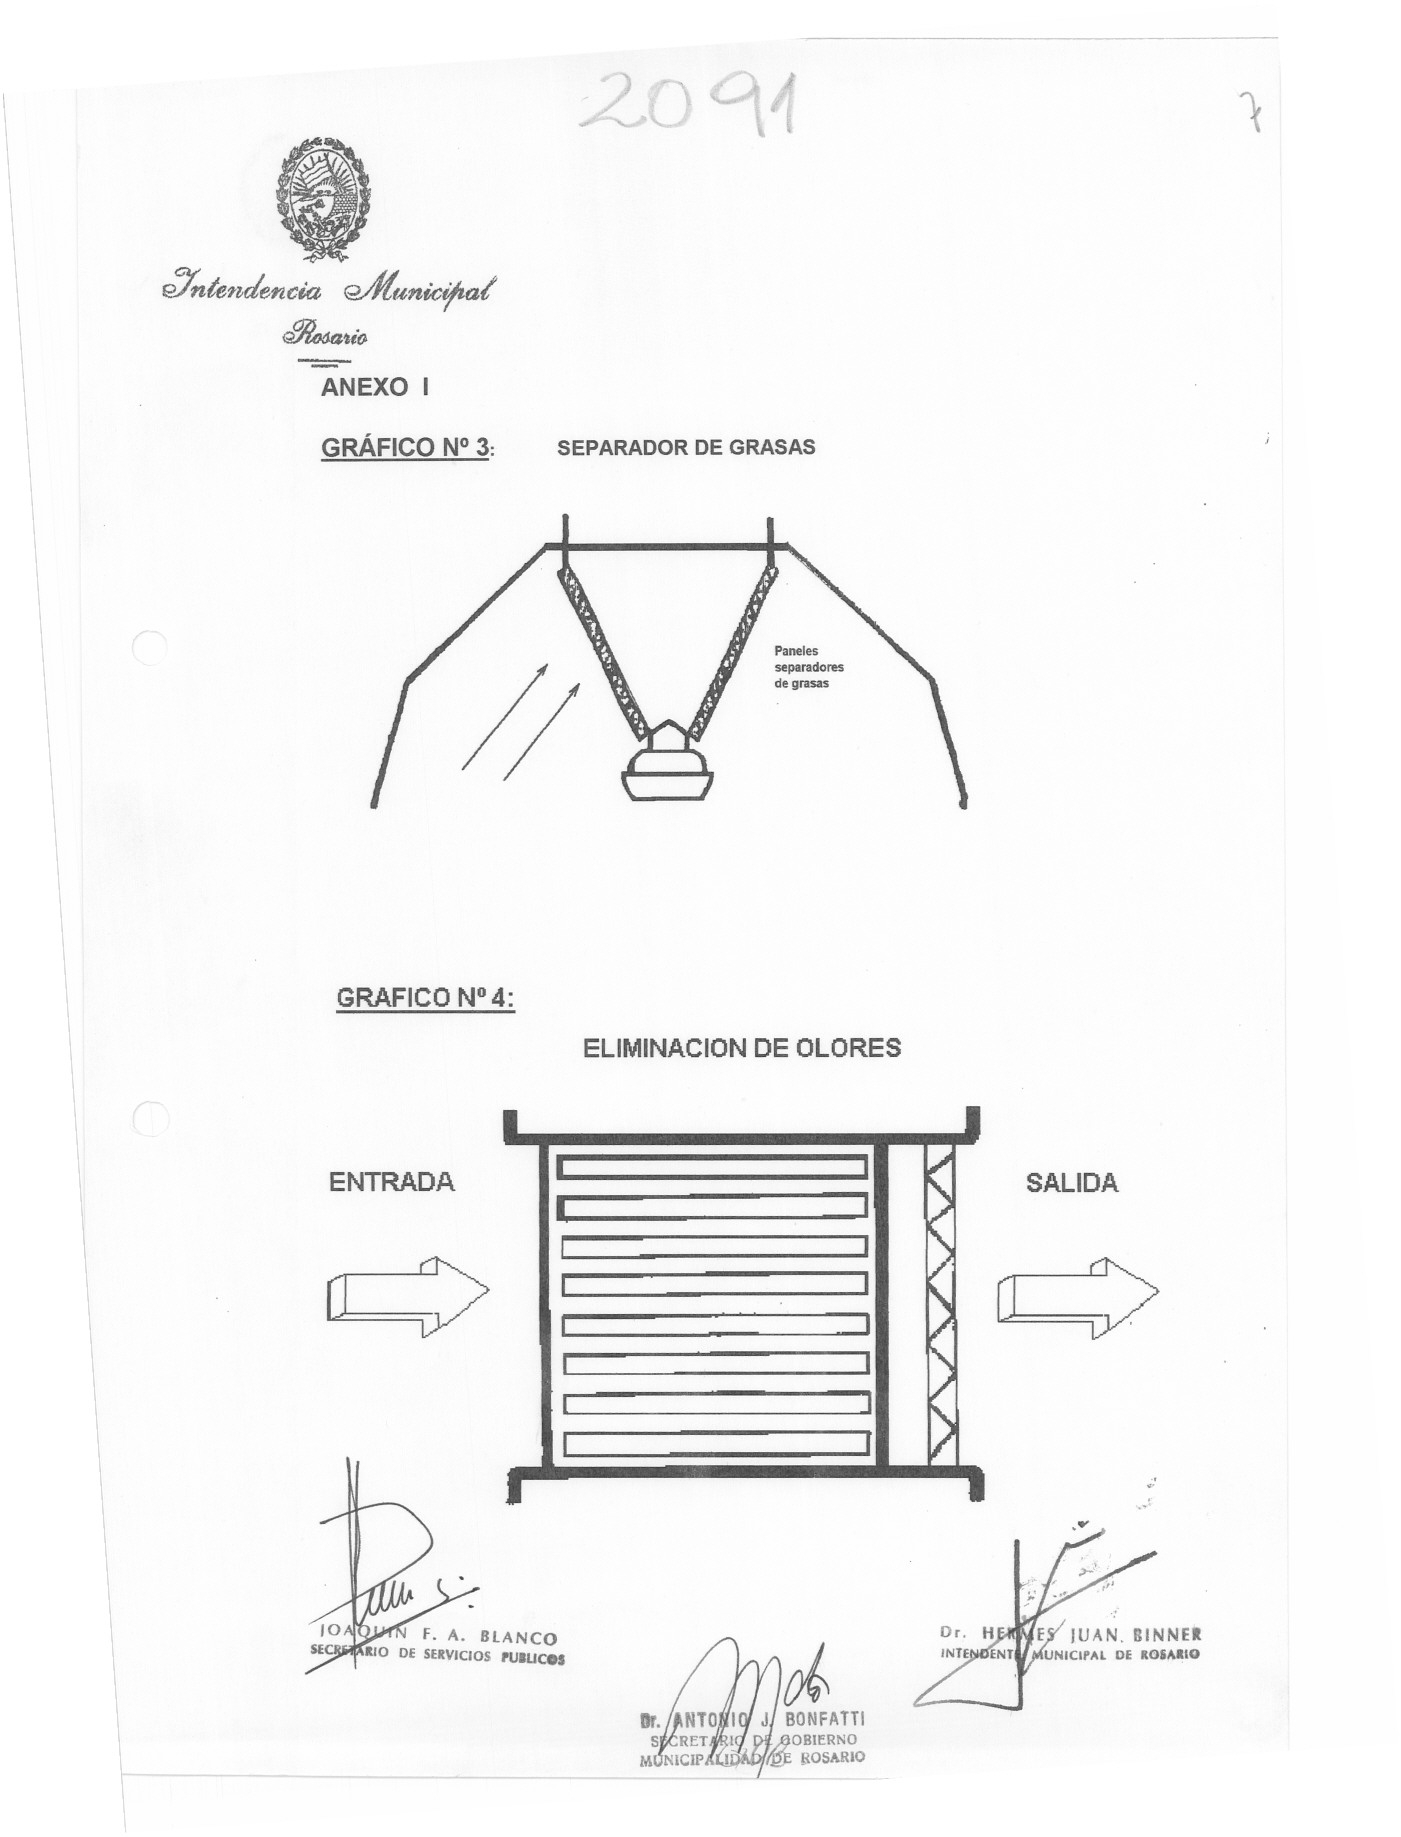 2091
7
Intendencia Municipal
Rosario
ANEXO I
GRÁFICO Nº 3: SEPARADOR DE GRASAS
Paneles
separadores
de grasas
GRAFICO Nº 4:
ELIMINACION DE OLORES
ENTRADA
SALIDA
JOAQUIN F. A. BLANCO
SECRETARIO DE SERVICIOS PUBLICOS
Dr. HERMES JUAN. BINNER
INTENDENTE MUNICIPAL DE ROSARIO
Dr. ANTONIO J. BONFATTI
SECRETARIO DE GOBIERNO
MUNICIPALIDAD DE ROSARIO